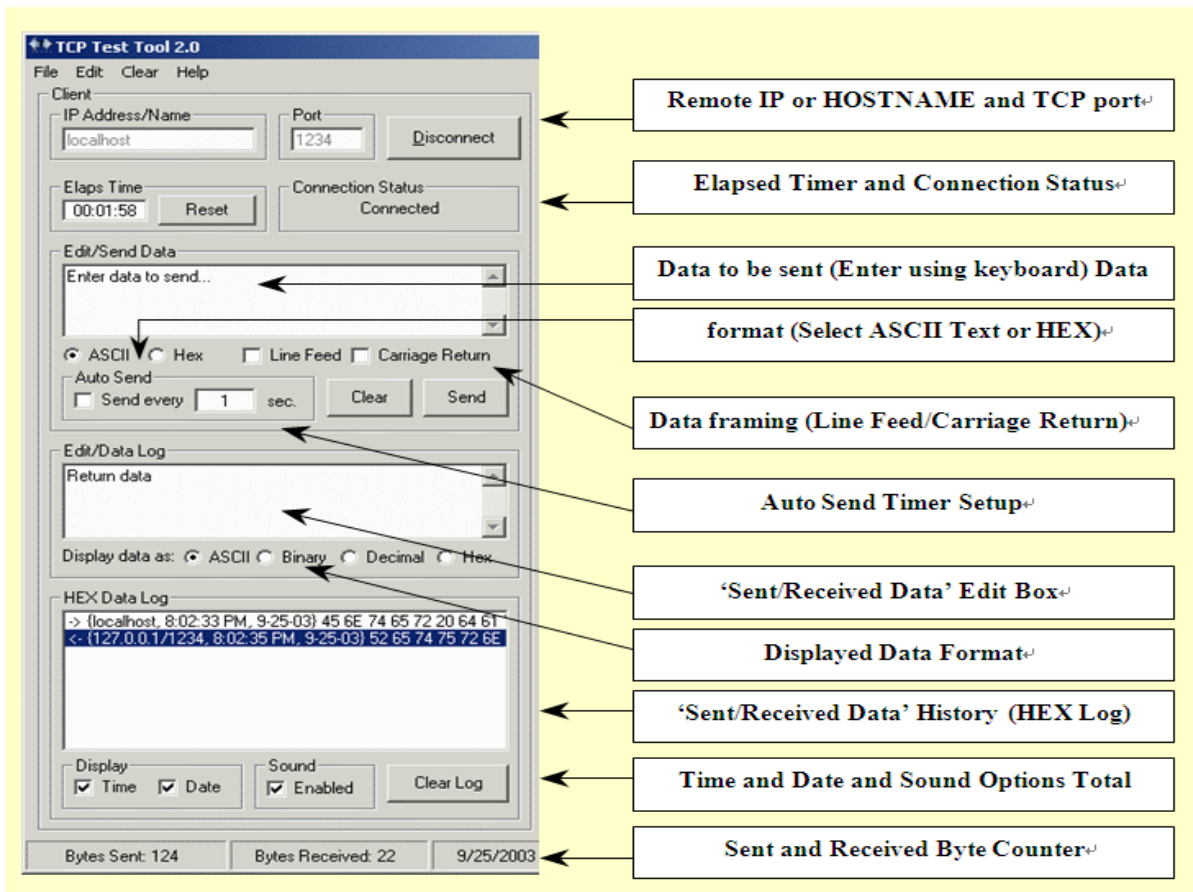 TCP Test Tool 2.0
File Edit Clear Help
Client
IP Address/Name
localhost
Port
1234
Disconnect
Remote IP or HOSTNAME and TCP port
Elaps Time
00:01:58
Reset
Connection Status
Connected
Elapsed Timer and Connection Status
Edit/Send Data
Enter data to send...
Data to be sent (Enter using keyboard) Data
format (Select ASCII Text or HEX)
ASCII Hex Line Feed Carriage Return
Data framing (Line Feed/Carriage Return)
Auto Send
Send every 1 sec.
Clear
Send
Auto Send Timer Setup
Edit/Data Log
Return data
‘Sent/Received Data’ Edit Box
Display data as: ASCII Binary Decimal Hex
Displayed Data Format
HEX Data Log
-> {localhost, 8:02:33 PM, 9-25-03} 45 6E 74 65 72 20 64 61
<- {127.0.0.1/1234, 8:02:35 PM, 9-25-03} 52 65 74 75 72 6E
‘Sent/Received Data’ History (HEX Log)
Display
Time Date
Sound
Enabled
Clear Log
Time and Date and Sound Options Total
Bytes Sent: 124
Bytes Received: 22
9/25/2003
Sent and Received Byte Counter